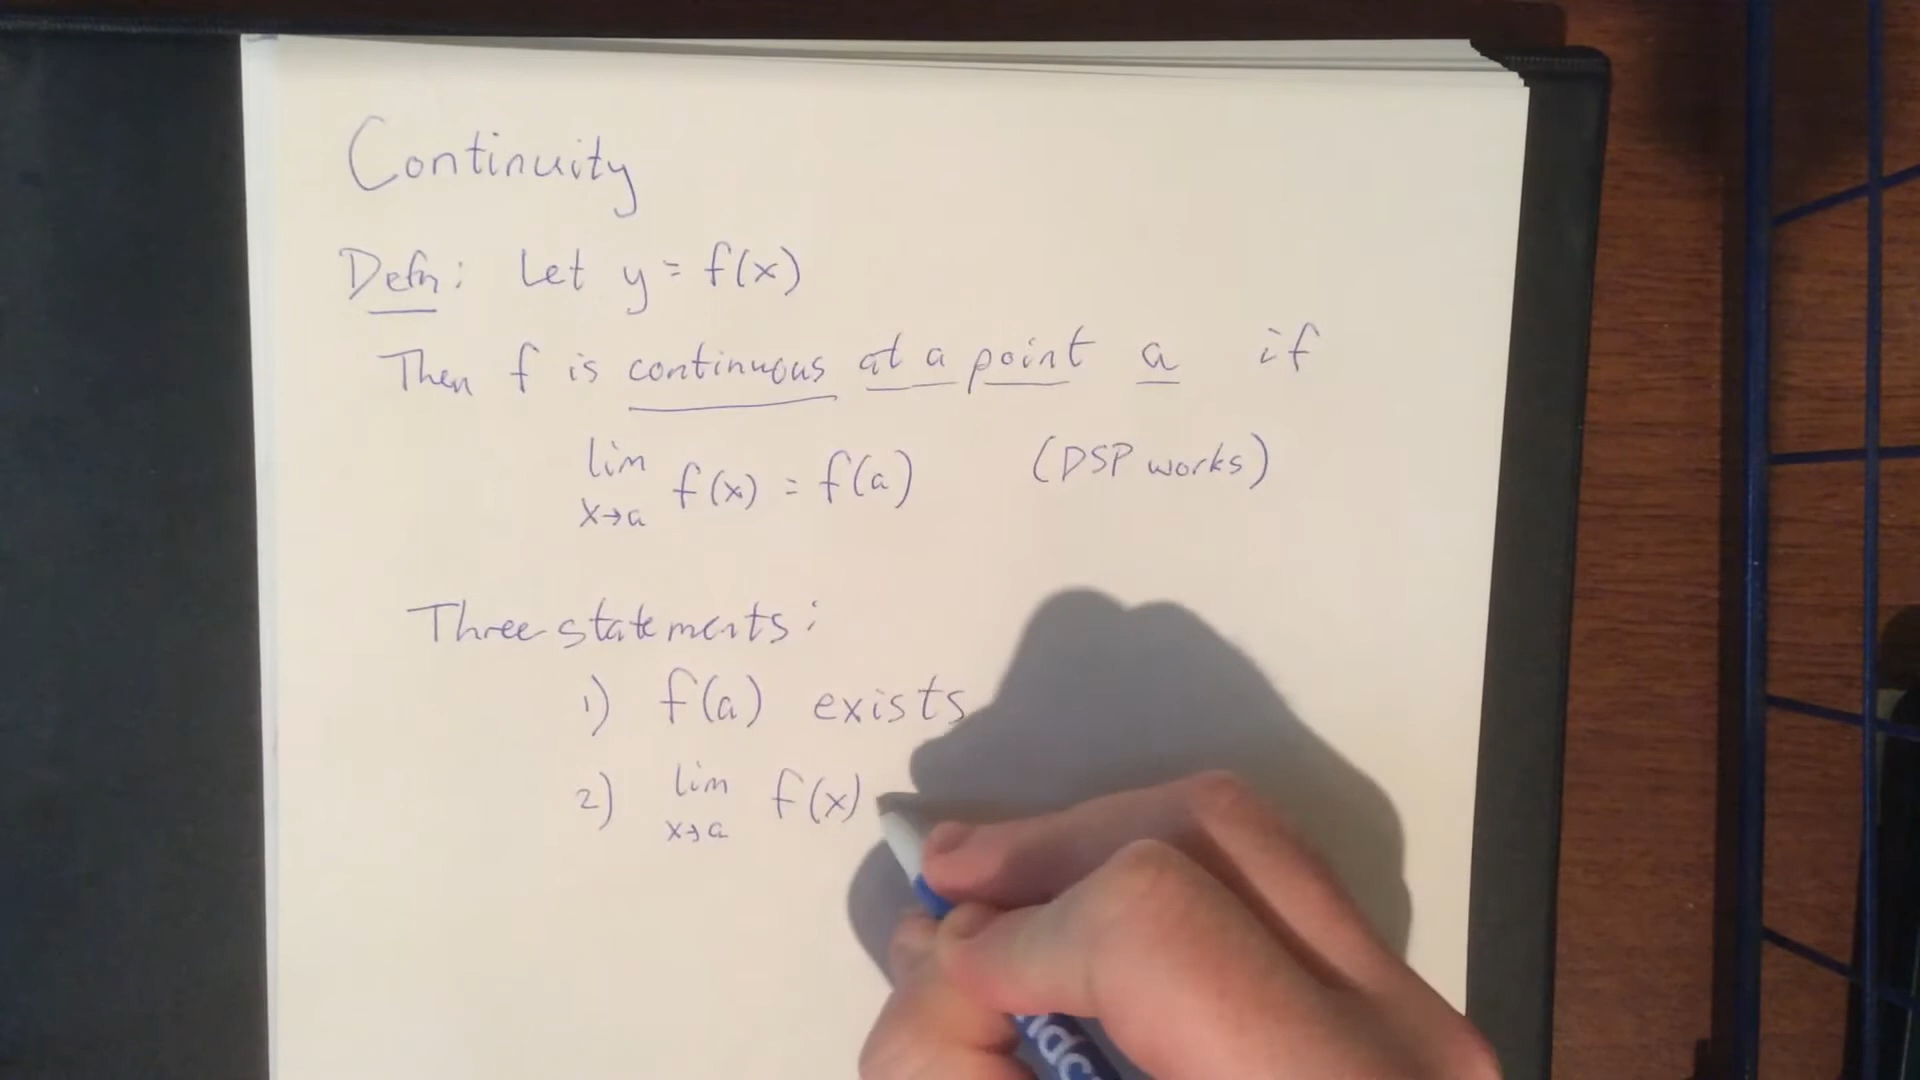 Continuity
Defn: Let y = f(x)
Then f is continuous at a point a if
lim x→a f(x) = f(a) (DSP works)
Three statements:
1) f(a) exists
2) lim x→a f(x)